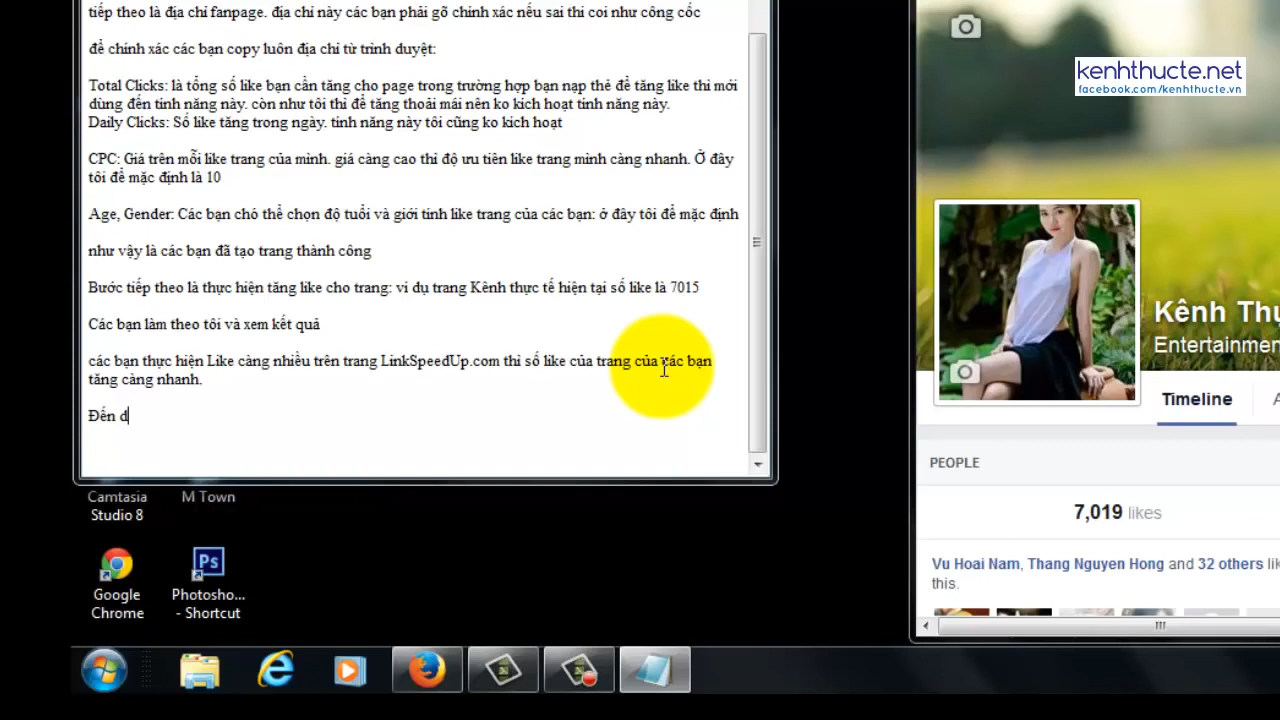 tiếp theo là địa chỉ fanpage. địa chỉ này các bạn phải gõ chính xác nếu sai thì coi như công cốc
để chính xác các bạn copy luôn địa chỉ từ trình duyệt:
Total Clicks: là tổng số like bạn cần tăng cho page trong trường hợp bạn nạp thẻ để tăng like thì mới
dùng đến tính năng này. còn như tôi thì để tăng thoải mái nên ko kích hoạt tính năng này.
Daily Clicks: Số like tăng trong ngày. tính năng này tôi cũng ko kích hoạt
CPC: Giá trên mỗi like trang của mình. giá càng cao thì độ ưu tiên like trang mình càng nhanh. Ở đây
tôi để mặc định là 10
Age, Gender: Các bạn chó thể chọn độ tuổi và giới tính like trang của các bạn: ở đây tôi để mặc định
như vậy là các bạn đã tạo trang thành công
Bước tiếp theo là thực hiện tăng like cho trang: ví dụ trang Kênh thực tế hiện tại số like là 7015
Các bạn làm theo tôi và xem kết quả
các bạn thực hiện Like càng nhiều trên trang LinkSpeedUp.com thì số like của trang của các bạn
tăng càng nhanh.
Đến d
kenhthucte.net
facebook.com/kenhthucte.vn
Kênh Thu
Entertainmen
Timeline
A
PEOPLE
7,019 likes
Vu Hoai Nam, Thang Nguyen Hong and 32 others lik
this.
Camtasia
Studio 8
M Town
Google
Chrome
Ps
Photosho...
- Shortcut